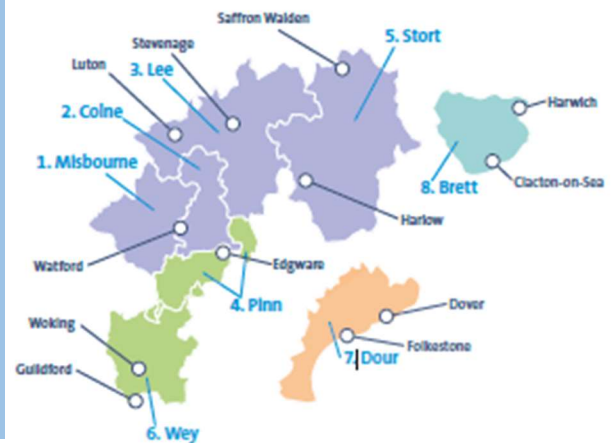 Saffron Walden
5. Stort
Stevenage
3. Lee
Luton
2. Colne
Harwich
1. Misbourne
8. Brett
Clacton-on-Sea
Harlow
Watford
Edgware
4. Pinn
Dover
Woking
Folkestone
7. Dour
Guildford
6. Wey